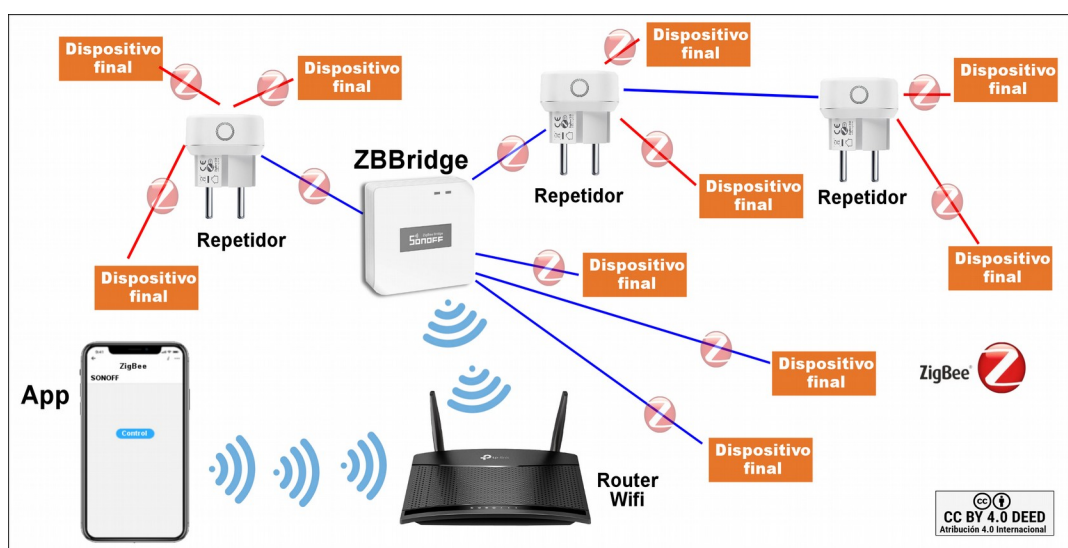 Dispositivo
final
Dispositivo
final
Dispositivo
final
Dispositivo
final
ZBBridge
Repetidor
Repetidor
Repetidor
Dispositivo
final
Dispositivo
final
Dispositivo
final
Dispositivo
final
SONOFF
Dispositivo
final
ZigBee
SONOFF
Control
App
Dispositivo
final
ZigBee
Z
Dispositivo
final
Router
Wifi
CC BY 4.0 DEED
Atribución 4.0 Internacional